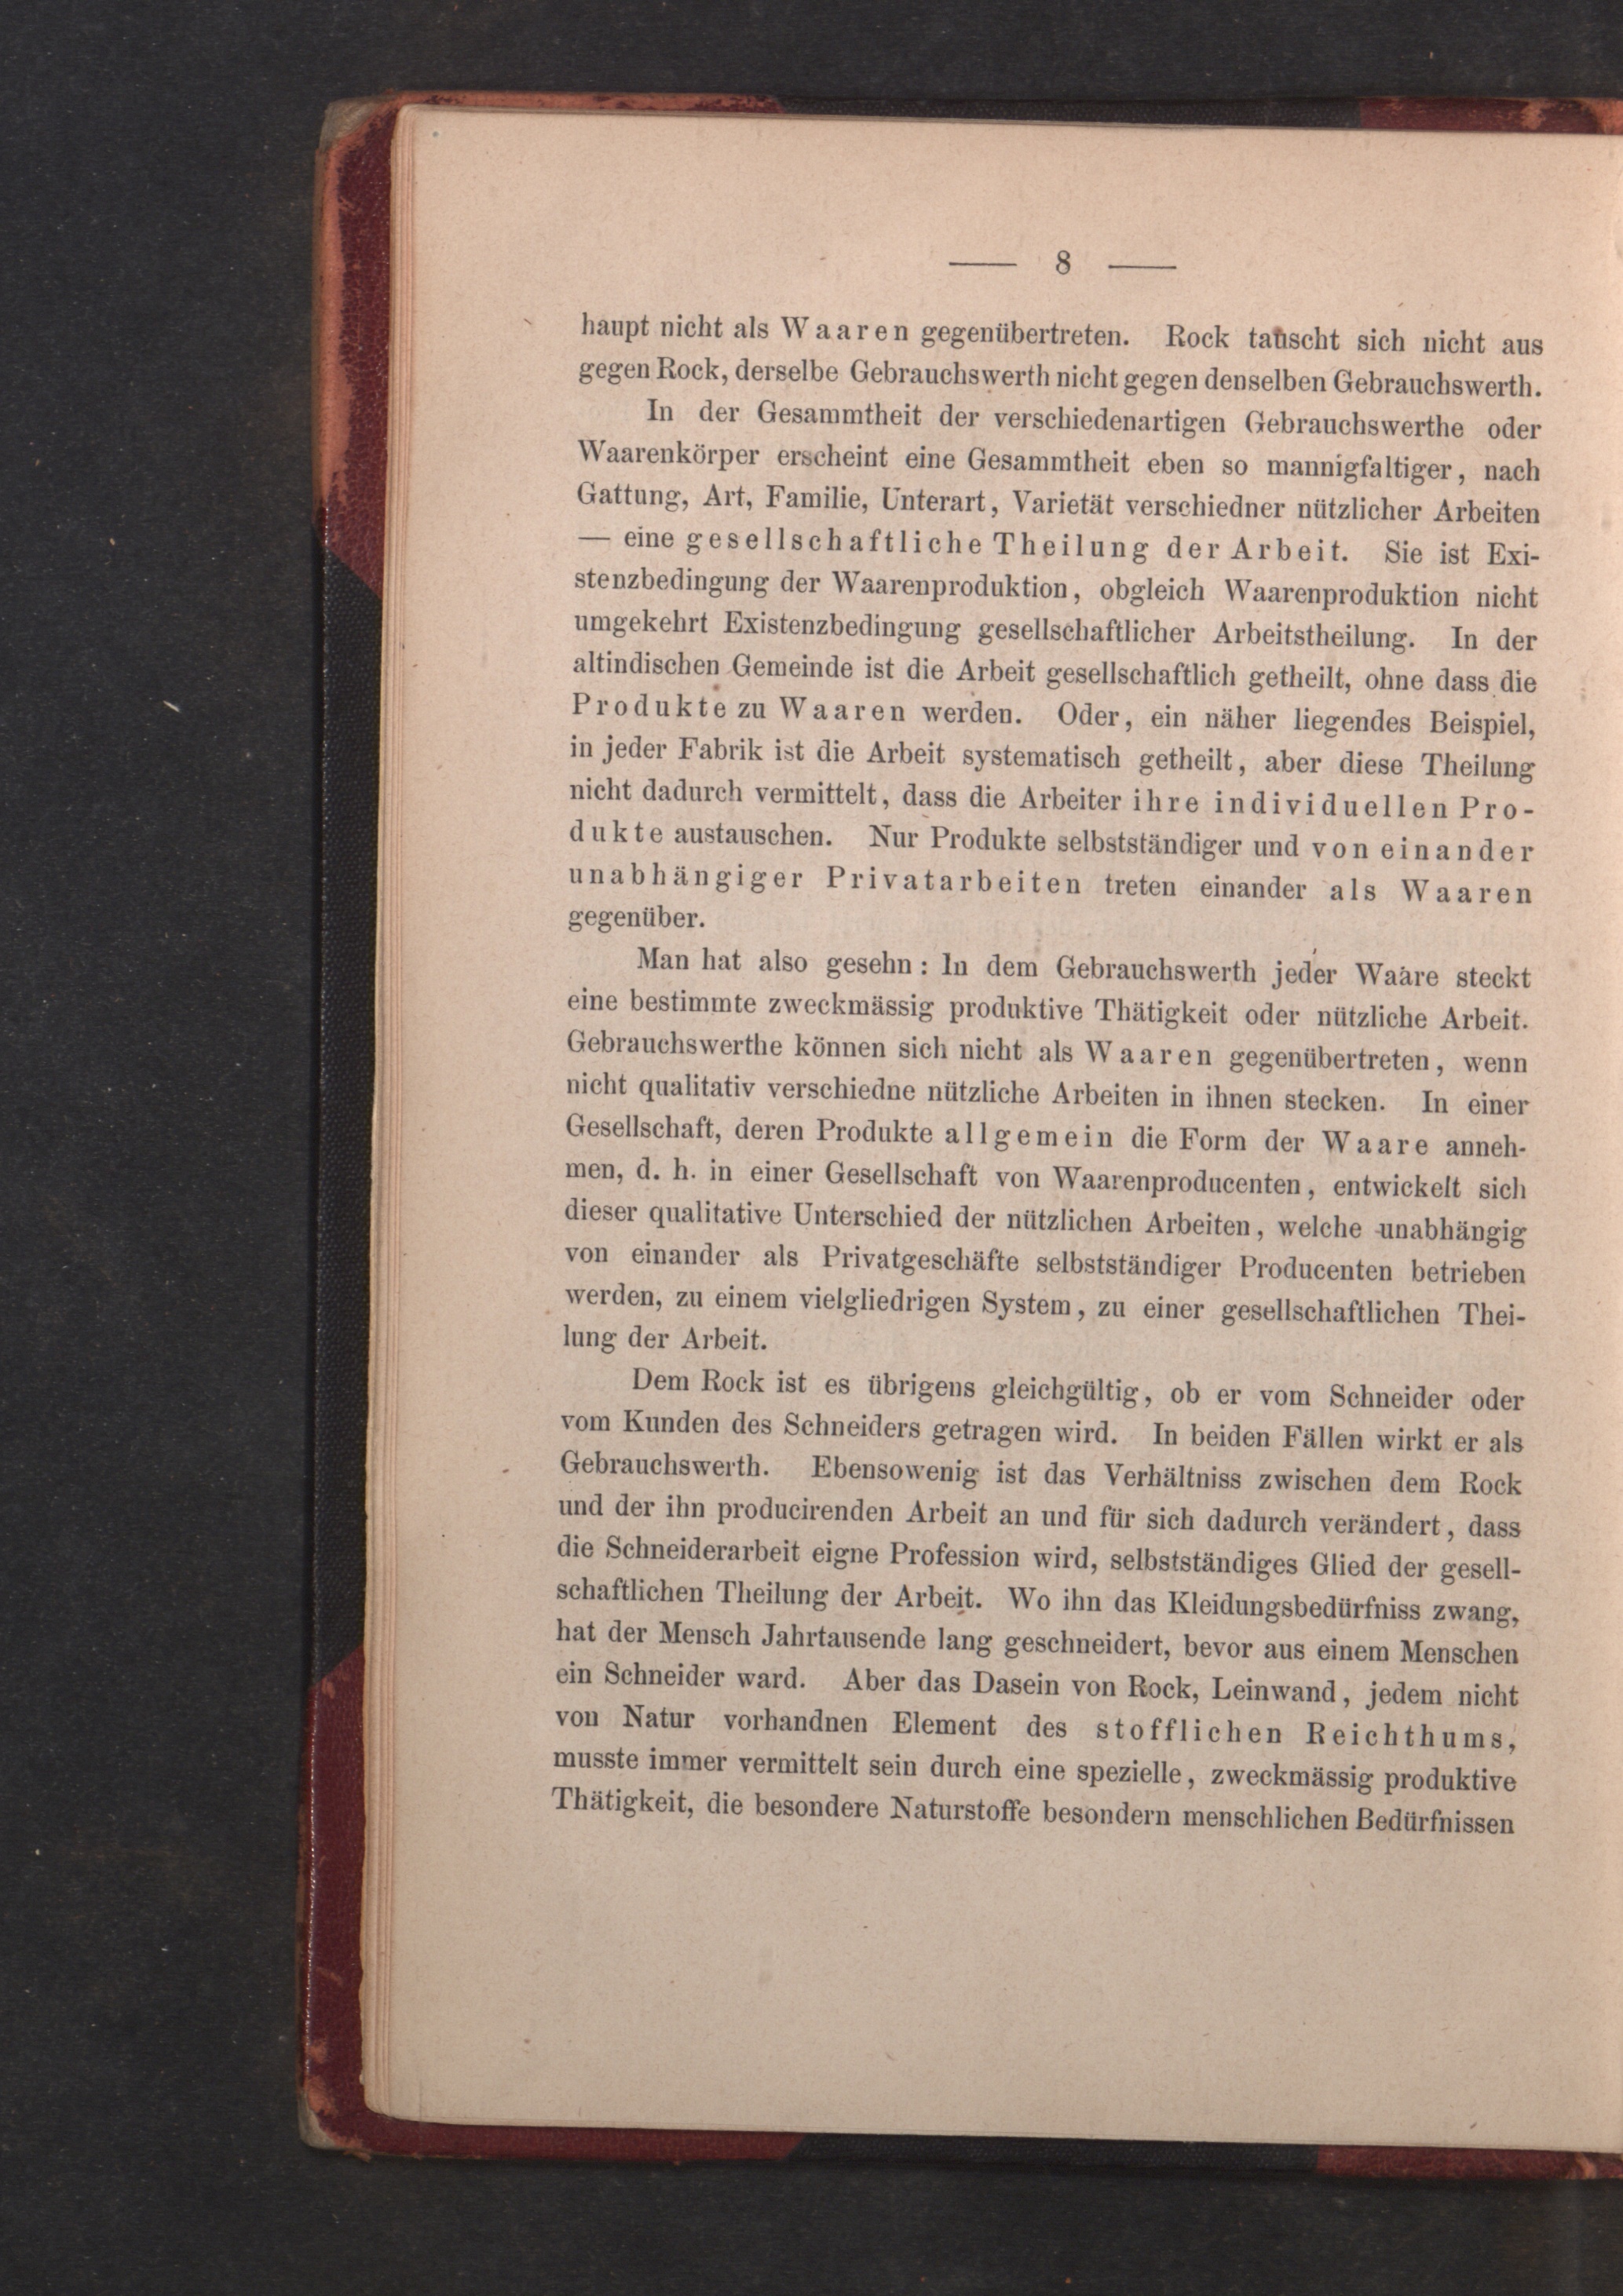 — 8 —
haupt nicht als Waaren gegenübertreten. Rock tauscht sich nicht aus
gegen Rock, derselbe Gebrauchswerth nicht gegen denselben Gebrauchswerth.
In der Gesammtheit der verschiedenartigen Gebrauchswerthe oder
Waarenkörper erscheint eine Gesammtheit eben so mannigfaltiger, nach
Gattung, Art, Familie, Unterart, Varietät verschiedner nützlicher Arbeiten
— eine gesellschaftliche Theilung der Arbeit. Sie ist Exi-
stenzbedingung der Waarenproduktion, obgleich Waarenproduktion nicht
umgekehrt Existenzbedingung gesellschaftlicher Arbeitstheilung. In der
altindischen Gemeinde ist die Arbeit gesellschaftlich getheilt, ohne dass die
Produkte zu Waaren werden. Oder, ein näher liegendes Beispiel,
in jeder Fabrik ist die Arbeit systematisch getheilt, aber diese Theilung
nicht dadurch vermittelt, dass die Arbeiter ihre individuellen Pro-
dukte austauschen. Nur Produkte selbstständiger und von einander
unabhängiger Privatarbeiten treten einander als Waaren
gegenüber.
Man hat also gesehn: In dem Gebrauchswerth jeder Waare steckt
eine bestimmte zweckmässig produktive Thätigkeit oder nützliche Arbeit.
Gebrauchswerthe können sich nicht als Waaren gegenübertreten, wenn
nicht qualitativ verschiedne nützliche Arbeiten in ihnen stecken. In einer
Gesellschaft, deren Produkte allgemein die Form der Waare anneh-
men, d. h. in einer Gesellschaft von Waarenproducenten, entwickelt sich
dieser qualitative Unterschied der nützlichen Arbeiten, welche unabhängig
von einander als Privatgeschäfte selbstständiger Producenten betrieben
werden, zu einem vielgliedrigen System, zu einer gesellschaftlichen Thei-
lung der Arbeit.
Dem Rock ist es übrigens gleichgültig, ob er vom Schneider oder
vom Kunden des Schneiders getragen wird. In beiden Fällen wirkt er als
Gebrauchswerth. Ebensowenig ist das Verhältniss zwischen dem Rock
und der ihn producirenden Arbeit an und für sich dadurch verändert, dass
die Schneiderarbeit eigne Profession wird, selbstständiges Glied der gesell-
schaftlichen Theilung der Arbeit. Wo ihn das Kleidungsbedürfniss zwang,
hat der Mensch Jahrtausende lang geschneidert, bevor aus einem Menschen
ein Schneider ward. Aber das Dasein von Rock, Leinwand, jedem nicht
von Natur vorhandnen Element des stofflichen Reichthums,
musste immer vermittelt sein durch eine spezielle, zweckmässig produktive
Thätigkeit, die besondere Naturstoffe besondern menschlichen Bedürfnissen